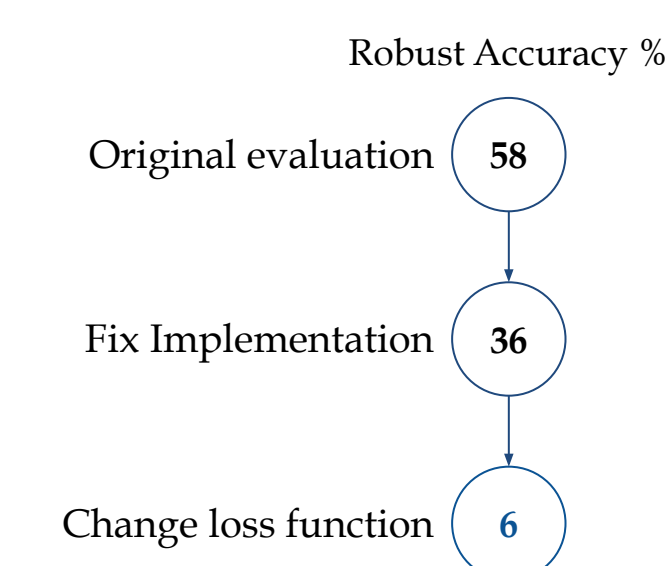 Robust Accuracy %
Original evaluation 58
Fix Implementation 36
Change loss function 6